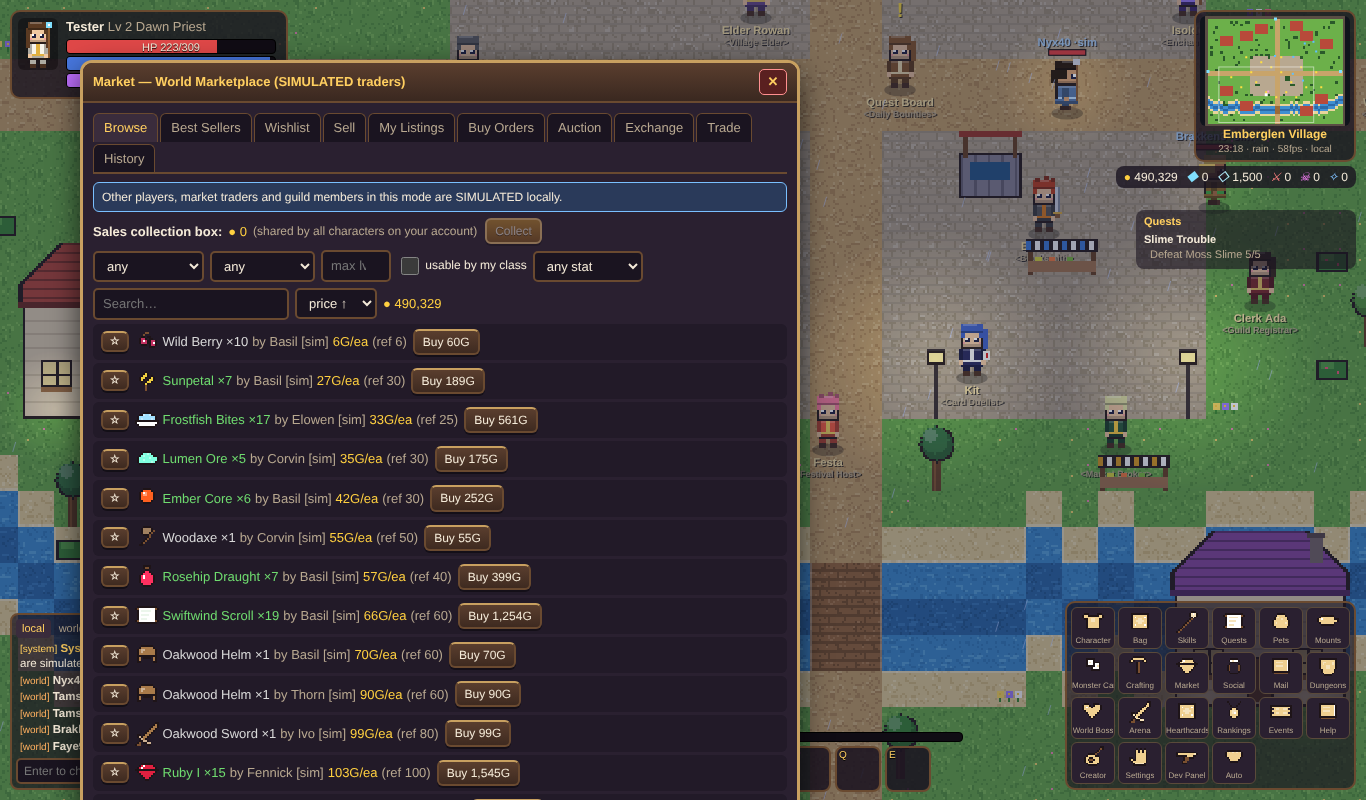 Tester Lv 2 Dawn Priest
HP 223/309
Elder Rowan
<Village Elder>
!
Nyx40 ·sim
Quest Board
<Daily Bounties>
Emberglen Village
23:18 · rain · 58fps · local
490,329 0 1,500 0 0 0
Quests
Slime Trouble
Defeat Moss Slime 5/5
Clerk Ada
<Guild Registrar>
Kit
<Card Duelist>
Festa
Festival Host>
Market — World Marketplace (SIMULATED traders)
✕
Browse
Best Sellers
Wishlist
Sell
My Listings
Buy Orders
Auction
Exchange
Trade
History
Other players, market traders and guild members in this mode are SIMULATED locally.
Sales collection box: 0 (shared by all characters on your account) Collect
any any max lv usable by my class any stat
Search… price ↑ 490,329
☆ Wild Berry ×10 by Basil [sim] 6G/ea (ref 6) Buy 60G
☆ Sunpetal ×7 by Basil [sim] 27G/ea (ref 30) Buy 189G
☆ Frostfish Bites ×17 by Elowen [sim] 33G/ea (ref 25) Buy 561G
☆ Lumen Ore ×5 by Corvin [sim] 35G/ea (ref 30) Buy 175G
☆ Ember Core ×6 by Basil [sim] 42G/ea (ref 30) Buy 252G
☆ Woodaxe ×1 by Corvin [sim] 55G/ea (ref 50) Buy 55G
☆ Rosehip Draught ×7 by Basil [sim] 57G/ea (ref 40) Buy 399G
☆ Swiftwind Scroll ×19 by Basil [sim] 66G/ea (ref 60) Buy 1,254G
☆ Oakwood Helm ×1 by Basil [sim] 70G/ea (ref 60) Buy 70G
☆ Oakwood Helm ×1 by Thorn [sim] 90G/ea (ref 60) Buy 90G
☆ Oakwood Sword ×1 by Ivo [sim] 99G/ea (ref 80) Buy 99G
☆ Ruby I ×15 by Fennick [sim] 103G/ea (ref 100) Buy 1,545G
local worl
[system] Sys
are simulate
[world] Nyx4
[world] Tams
[world] Tams
[world] Brakl
[world] Faye
Enter to ch
Q
E
Character
Bag
Skills
Quests
Pets
Mounts
Monster Ca
Crafting
Market
Social
Mail
Dungeons
World Boss
Arena
Hearthcards
Rankings
Events
Help
Creator
Settings
Dev Panel
Auto